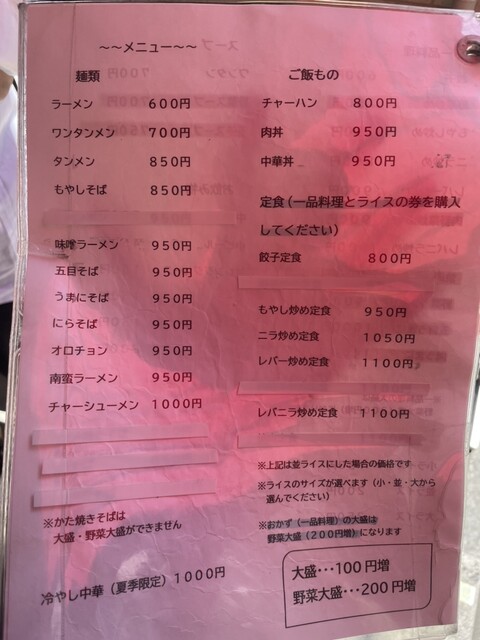 ～～メニュー～～
麺類
ラーメン 600円
ワンタンメン 700円
タンメン 850円
もやしそば 850円
味噌ラーメン 950円
五目そば 950円
うまにそば 950円
にらそば 950円
オロチョン 950円
南蛮ラーメン 950円
チャーシューメン 1000円
※かた焼きそばは
大盛・野菜大盛ができません
冷やし中華（夏季限定）1000円
ご飯もの
チャーハン 800円
肉丼 950円
中華丼 950円
定食（一品料理とライスの券を購入
してください）
餃子定食 800円
もやし炒め定食 950円
ニラ炒め定食 1050円
レバー炒め定食 1100円
レバニラ炒め定食 1100円
※上記は並ライスにした場合の価格です
※ライスのサイズが選べます（小・並・大から
選んでください）
※おかず（一品料理）の大盛は
野菜大盛（200円増）になります
大盛･･･100円増
野菜大盛･･･200円増